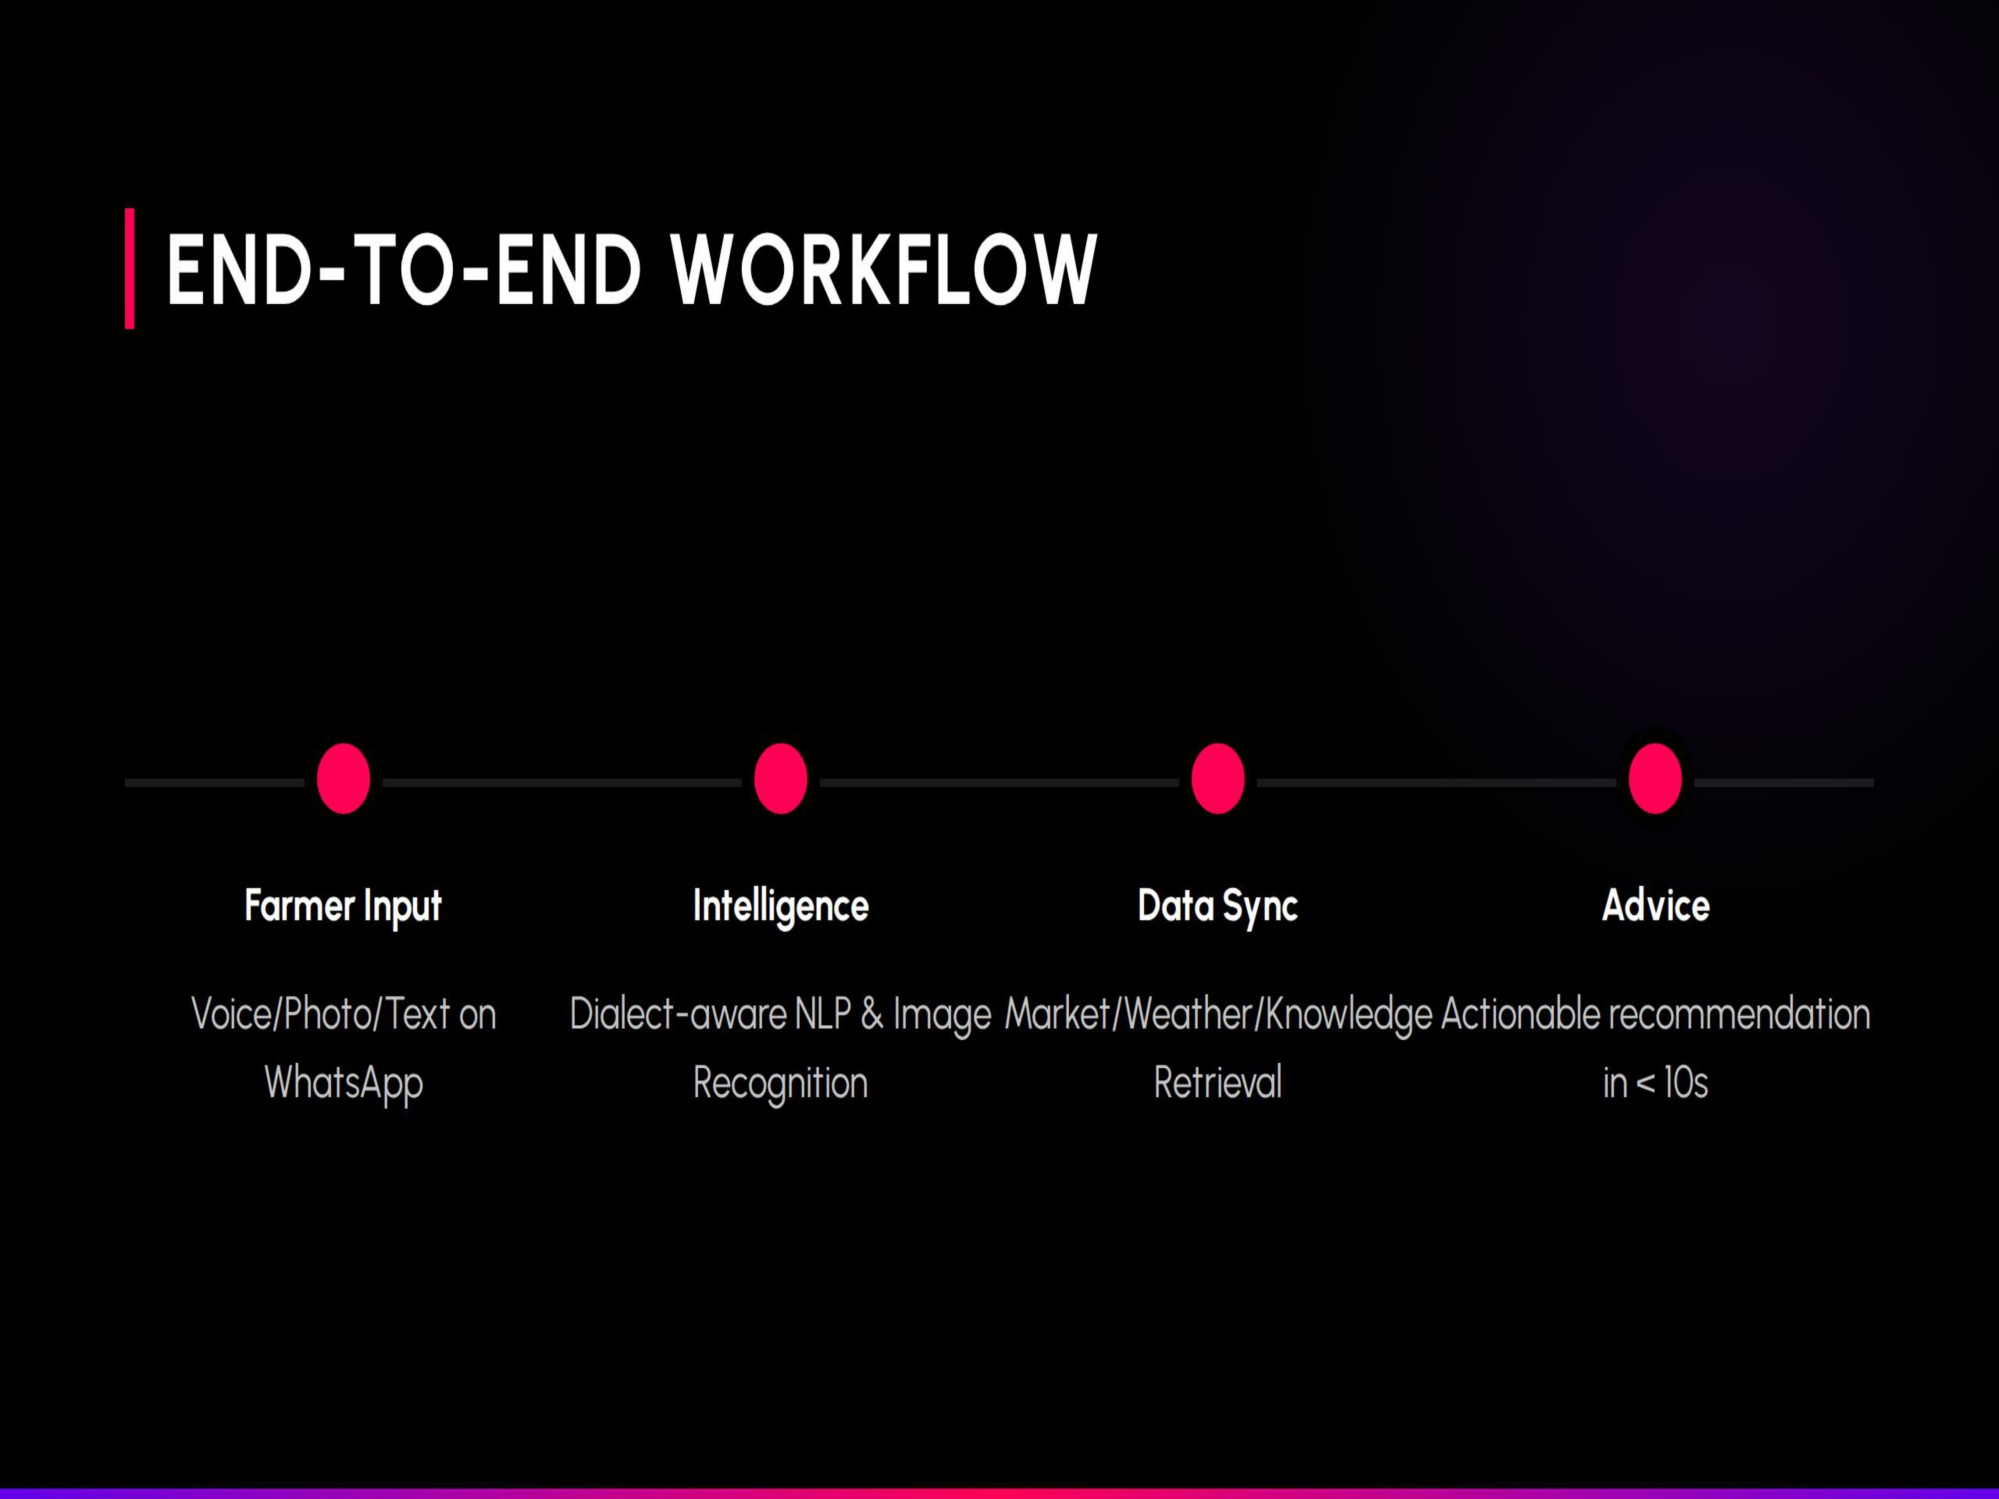 END-TO-END WORKFLOW
Farmer Input
Voice/Photo/Text on
WhatsApp
Intelligence
Dialect-aware NLP & Image
Recognition
Data Sync
Market/Weather/Knowledge
Retrieval
Advice
Actionable recommendation
in < 10s